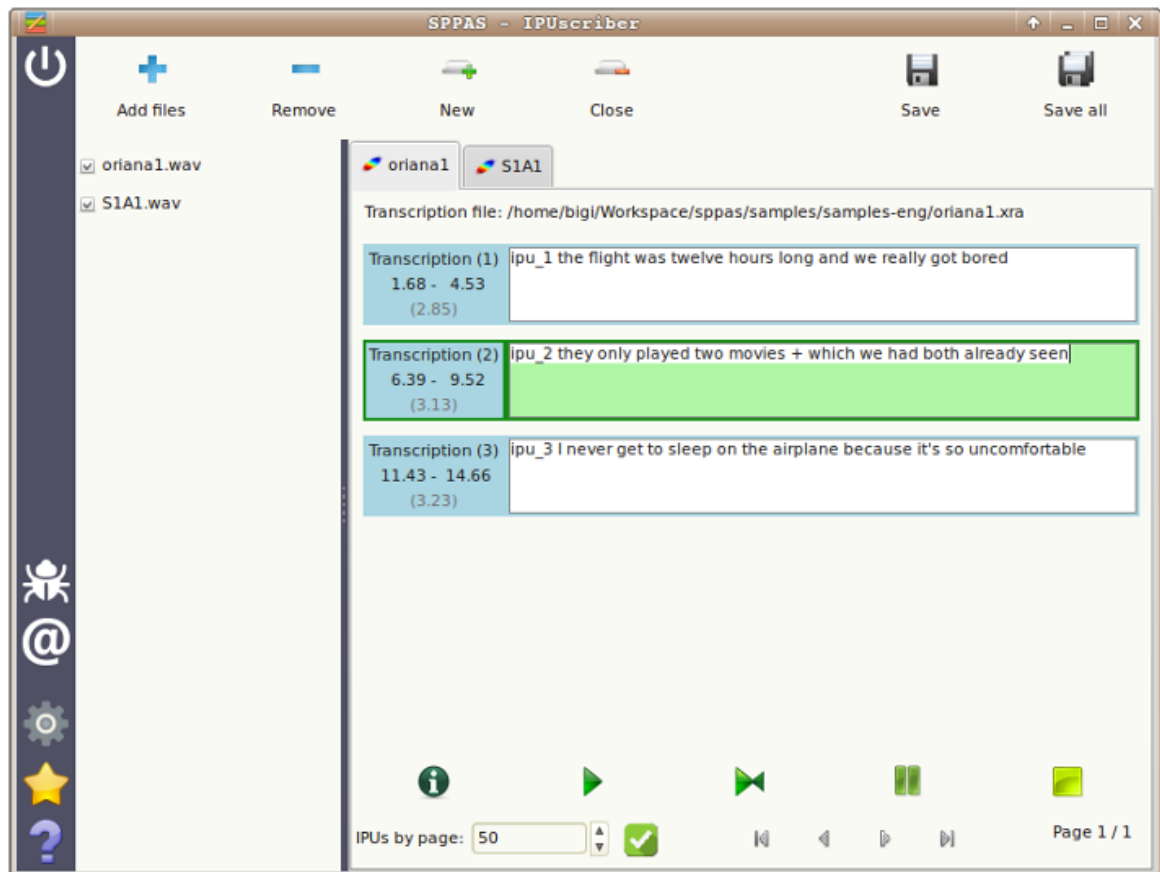 SPPAS - IPUscriber
Add files
Remove
New
Close
Save
Save all
oriana1.wav
S1A1.wav
oriana1
S1A1
Transcription file: /home/bigi/Workspace/sppas/samples/samples-eng/oriana1.xra
Transcription (1)
1.68 - 4.53
(2.85)
ipu_1 the flight was twelve hours long and we really got bored
Transcription (2)
6.39 - 9.52
(3.13)
ipu_2 they only played two movies + which we had both already seen
Transcription (3)
11.43 - 14.66
(3.23)
ipu_3 I never get to sleep on the airplane because it's so uncomfortable
@
?
i
IPUs by page: 50
Page 1 / 1